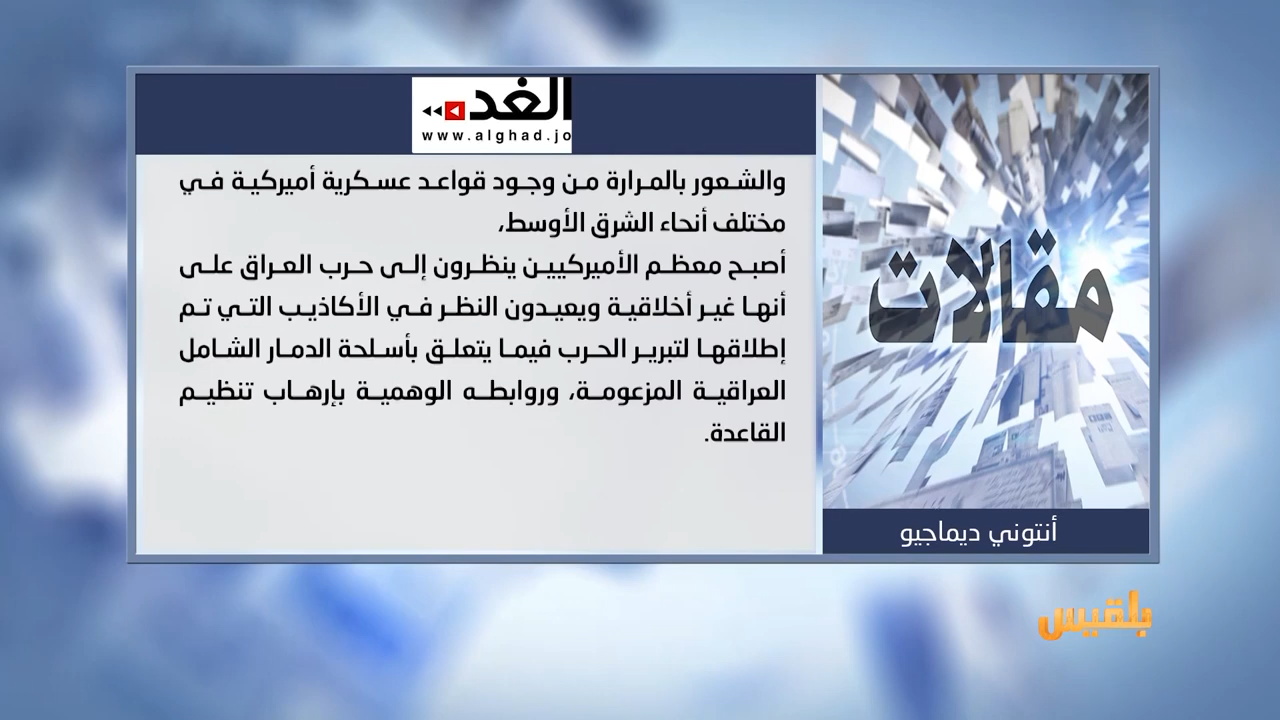 الغد
www.alghad.jo
والشعور بالمرارة من وجود قواعد عسكرية أميركية في
مختلف أنحاء الشرق الأوسط،
أصبح معظم الأميركيين ينظرون إلى حرب العراق على
أنها غير أخلاقية ويعيدون النظر في الأكاذيب التي تم
إطلاقها لتبرير الحرب فيما يتعلق بأسلحة الدمار الشامل
العراقية المزعومة، وروابطه الوهمية بإرهاب تنظيم
القاعدة.
مقالات
أنتوني ديماجيو
بلقيس